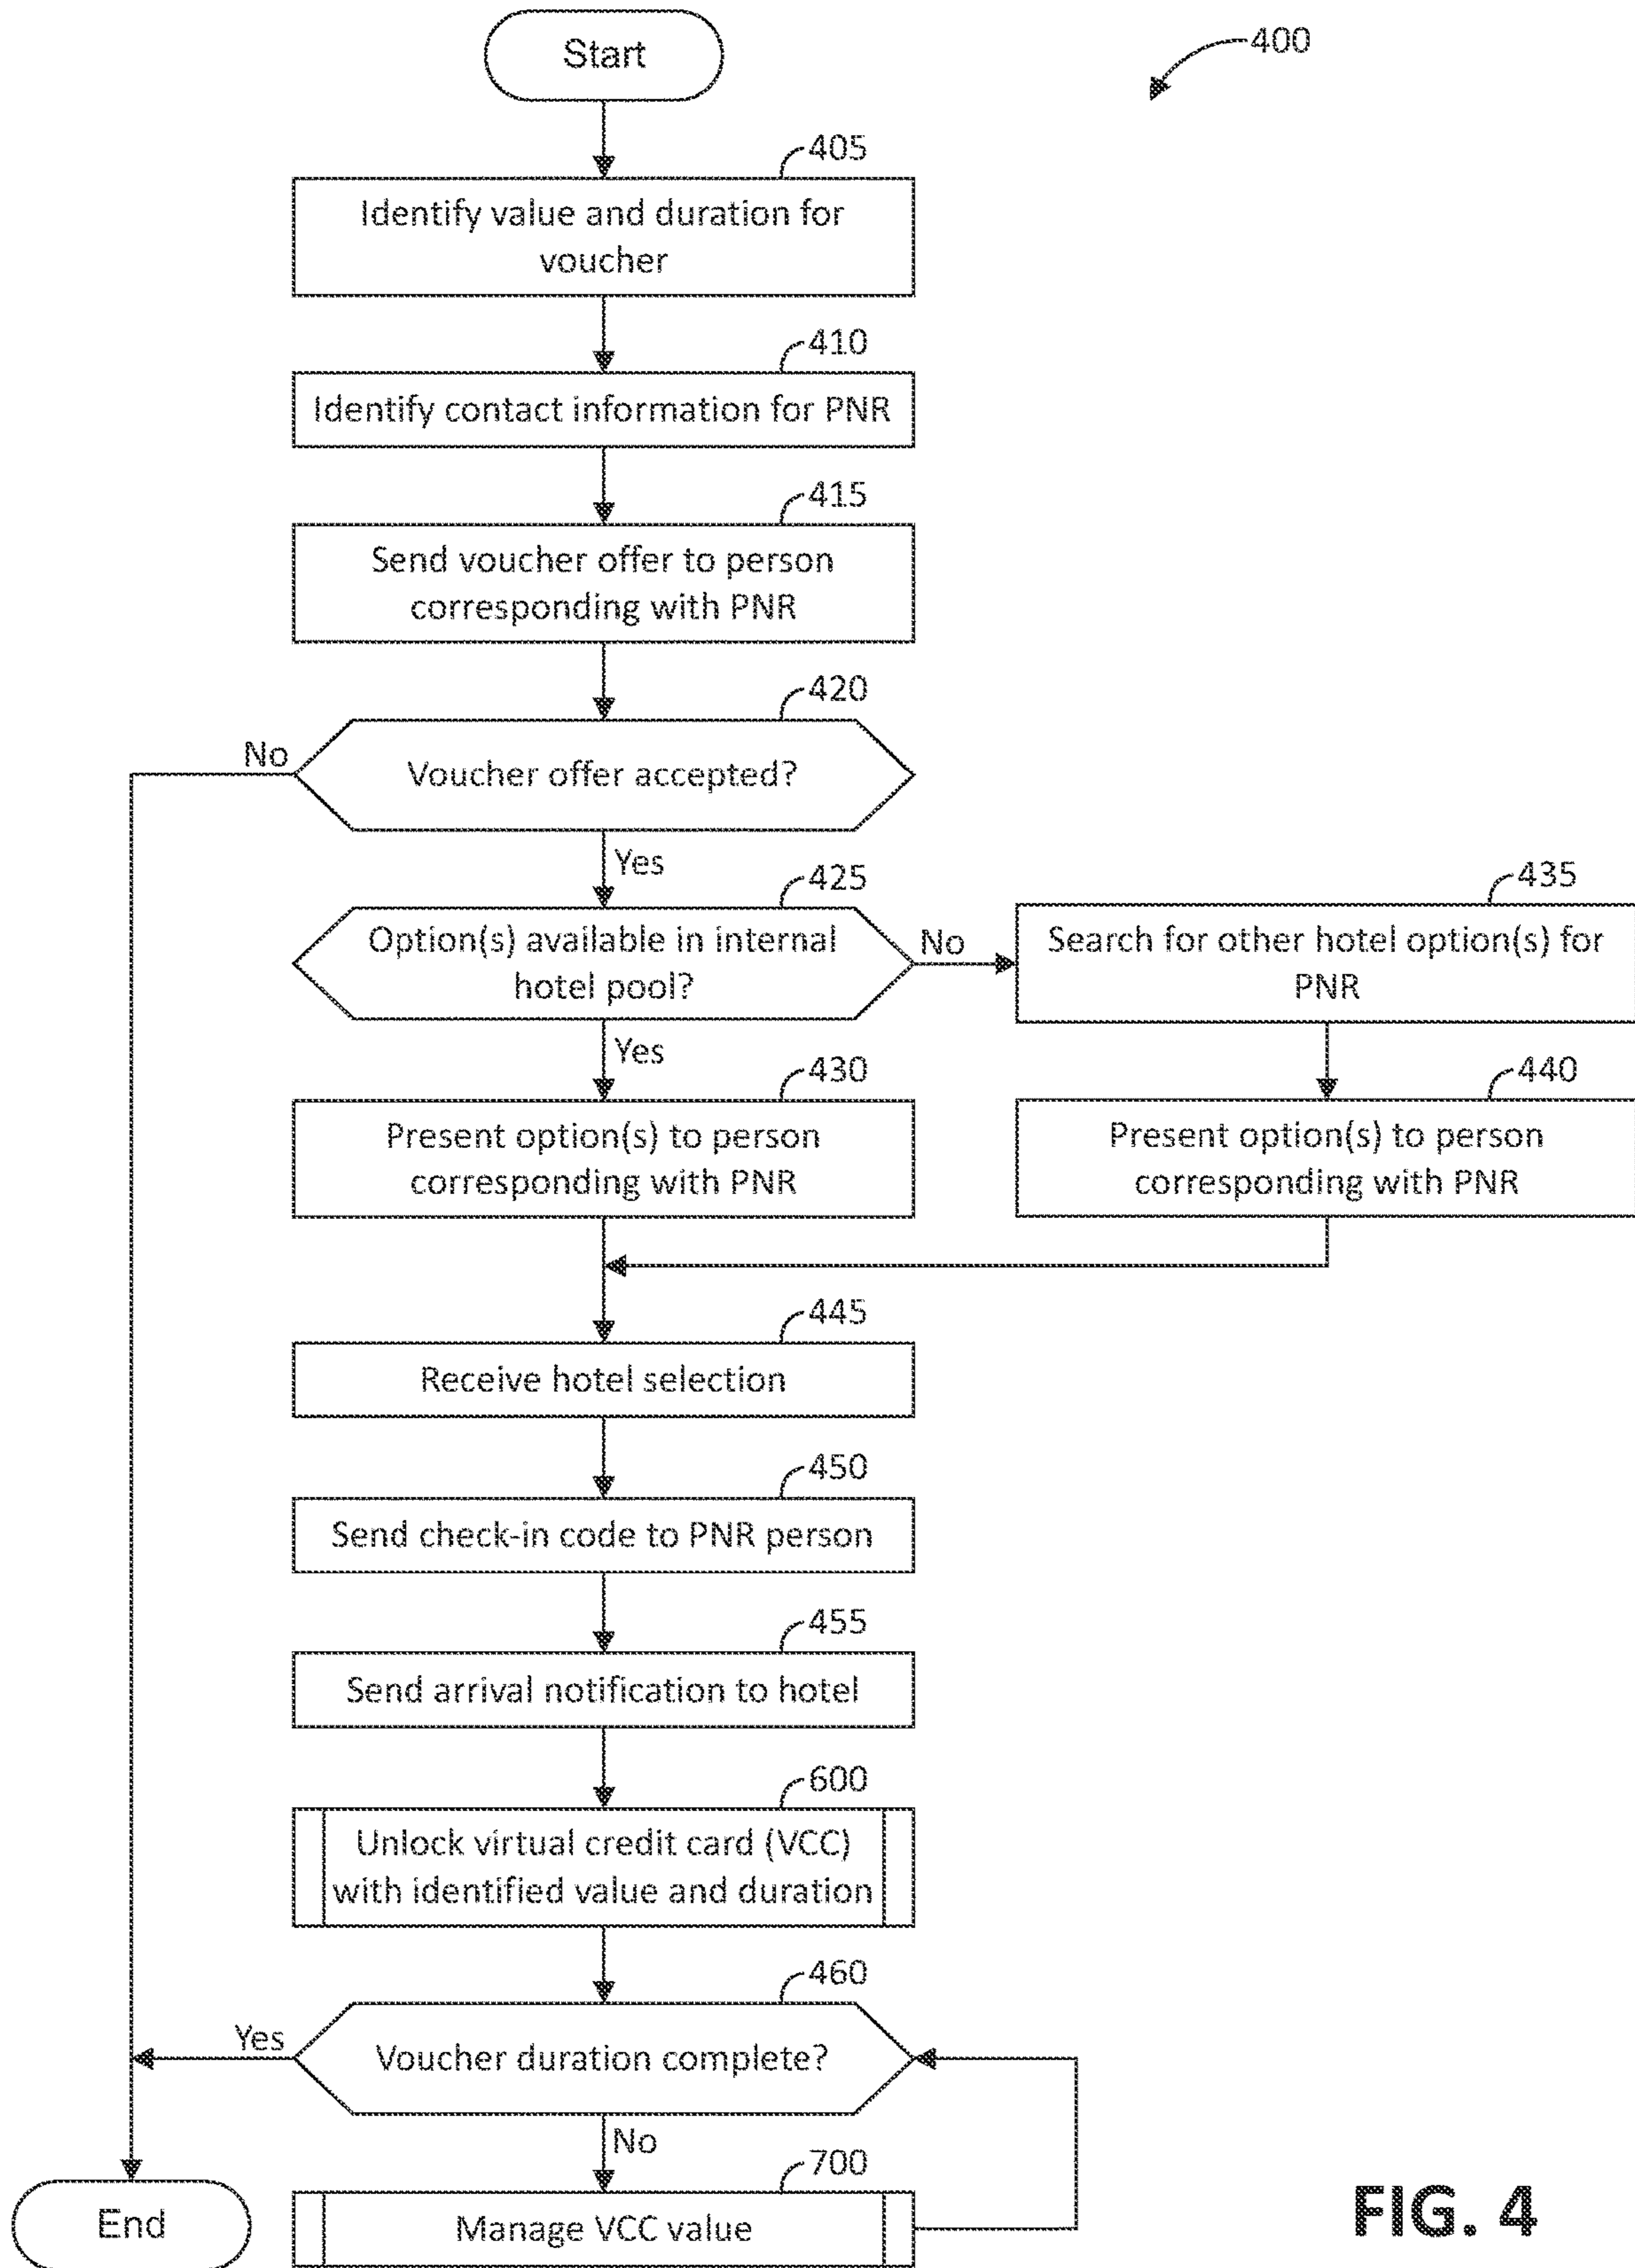 Start
400
405
Identify value and duration for
voucher
410
Identify contact information for PNR
415
Send voucher offer to person
corresponding with PNR
420
No
Voucher offer accepted?
Yes
425
Option(s) available in internal
hotel pool?
No
435
Search for other hotel option(s) for
PNR
Yes
430
Present option(s) to person
corresponding with PNR
440
Present option(s) to person
corresponding with PNR
445
Receive hotel selection
450
Send check-in code to PNR person
455
Send arrival notification to hotel
600
Unlock virtual credit card (VCC)
with identified value and duration
460
Yes
Voucher duration complete?
No
700
Manage VCC value
End
FIG. 4